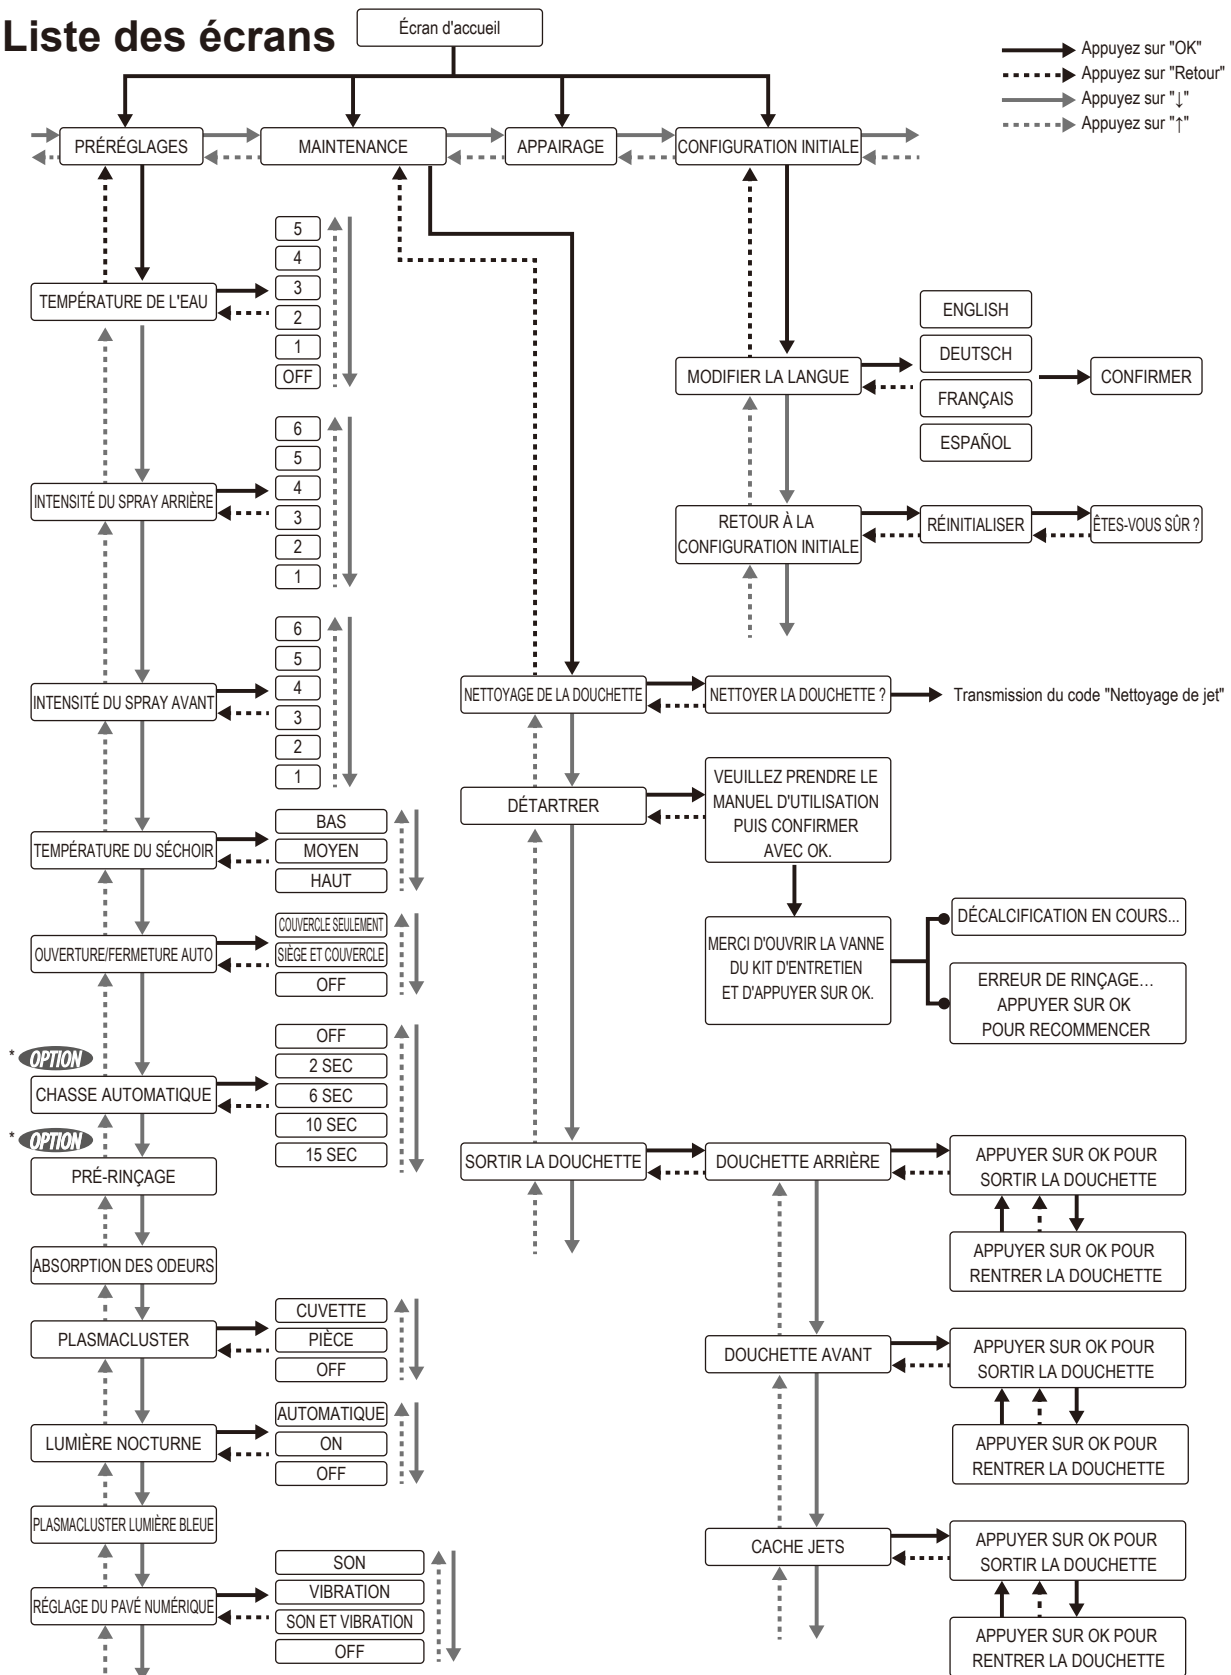 Liste des écrans
Écran d'accueil
Appuyez sur "OK"
Appuyez sur "Retour"
Appuyez sur "↓"
Appuyez sur "↑"
PRÉRÉGLAGES
MAINTENANCE
APPAIRAGE
CONFIGURATION INITIALE
TEMPÉRATURE DE L'EAU
5
4
3
2
1
OFF
INTENSITÉ DU SPRAY ARRIÈRE
6
5
4
3
2
1
INTENSITÉ DU SPRAY AVANT
6
5
4
3
2
1
TEMPÉRATURE DU SÉCHOIR
BAS
MOYEN
HAUT
OUVERTURE/FERMETURE AUTO
COUVERCLE SEULEMENT
SIÈGE ET COUVERCLE
OFF
* OPTION
CHASSE AUTOMATIQUE
OFF
2 SEC
6 SEC
10 SEC
15 SEC
* OPTION
PRÉ-RINÇAGE
ABSORPTION DES ODEURS
PLASMACLUSTER
CUVETTE
PIÈCE
OFF
LUMIÈRE NOCTURNE
AUTOMATIQUE
ON
OFF
PLASMACLUSTER LUMIÈRE BLEUE
RÉGLAGE DU PAVÉ NUMÉRIQUE
SON
VIBRATION
SON ET VIBRATION
OFF
MODIFIER LA LANGUE
ENGLISH
DEUTSCH
FRANÇAIS
ESPAÑOL
CONFIRMER
RETOUR À LA
CONFIGURATION INITIALE
RÉINITIALISER
ÊTES-VOUS SÛR ?
NETTOYAGE DE LA DOUCHETTE
NETTOYER LA DOUCHETTE ?
Transmission du code "Nettoyage de jet"
DÉTARTRER
VEUILLEZ PRENDRE LE
MANUEL D'UTILISATION
PUIS CONFIRMER
AVEC OK.
MERCI D'OUVRIR LA VANNE
DU KIT D'ENTRETIEN
ET D'APPUYER SUR OK.
DÉCALCIFICATION EN COURS...
ERREUR DE RINÇAGE…
APPUYER SUR OK
POUR RECOMMENCER
SORTIR LA DOUCHETTE
DOUCHETTE ARRIÈRE
APPUYER SUR OK POUR
SORTIR LA DOUCHETTE
APPUYER SUR OK POUR
RENTRER LA DOUCHETTE
DOUCHETTE AVANT
APPUYER SUR OK POUR
SORTIR LA DOUCHETTE
APPUYER SUR OK POUR
RENTRER LA DOUCHETTE
CACHE JETS
APPUYER SUR OK POUR
SORTIR LA DOUCHETTE
APPUYER SUR OK POUR
RENTRER LA DOUCHETTE